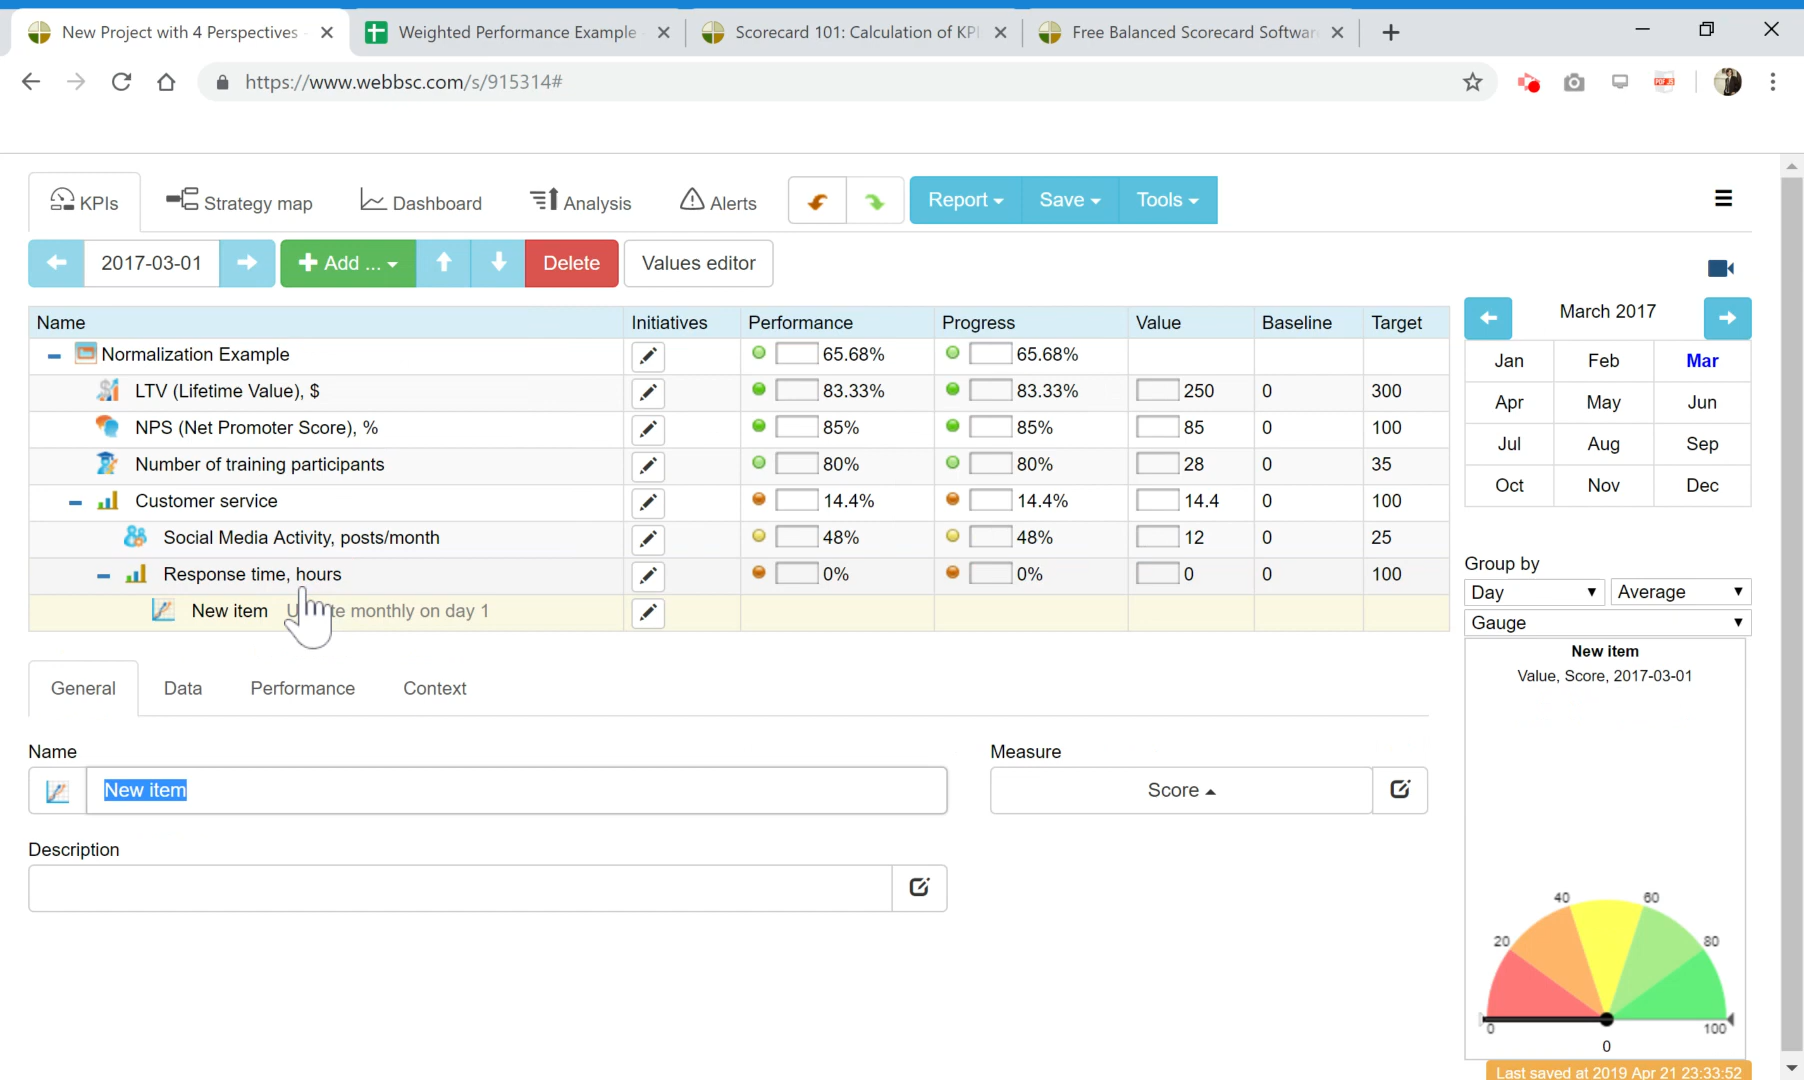 New Project with 4 Perspectives
Weighted Performance Example
Scorecard 101: Calculation of KP
Free Balanced Scorecard Softwar
https://www.webbsc.com/s/915314#
KPIs
Strategy map
Dashboard
Analysis
Alerts
Report
Save
Tools
2017-03-01
Add ...
Delete
Values editor
Name Initiatives Performance Progress Value Baseline Target
Normalization Example 65.68% 65.68%
LTV (Lifetime Value), $ 83.33% 83.33% 250 0 300
NPS (Net Promoter Score), % 85% 85% 85 0 100
Number of training participants 80% 80% 28 0 35
Customer service 14.4% 14.4% 14.4 0 100
Social Media Activity, posts/month 48% 48% 12 0 25
Response time, hours 0% 0% 0 0 100
New item monthly on day 1
March 2017
Jan Feb Mar
Apr May Jun
Jul Aug Sep
Oct Nov Dec
Group by
Day Average
Gauge
New item
Value, Score, 2017-03-01
40 60
20 80
0 100
0
Last saved at 2019 Apr 21 23:33:52
General Data Performance Context
Name
New item
Measure
Score
Description